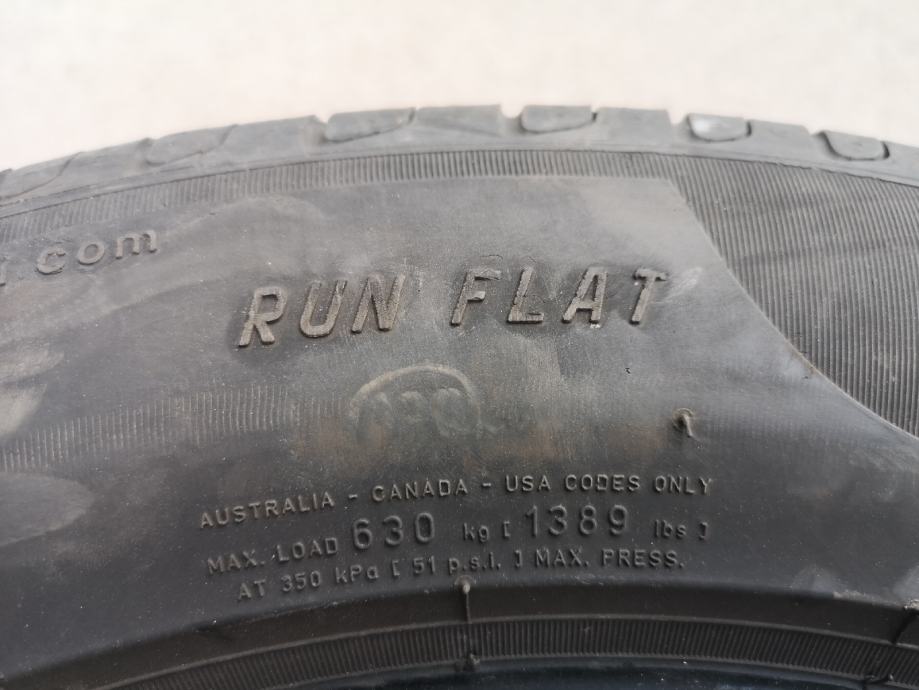 .com
RUN FLAT
AUSTRALIA - CANADA - USA CODES ONLY
MAX. LOAD 630 kg [ 1389 lbs ]
AT 350 kPa [ 51 p.s.i. ] MAX. PRESS.